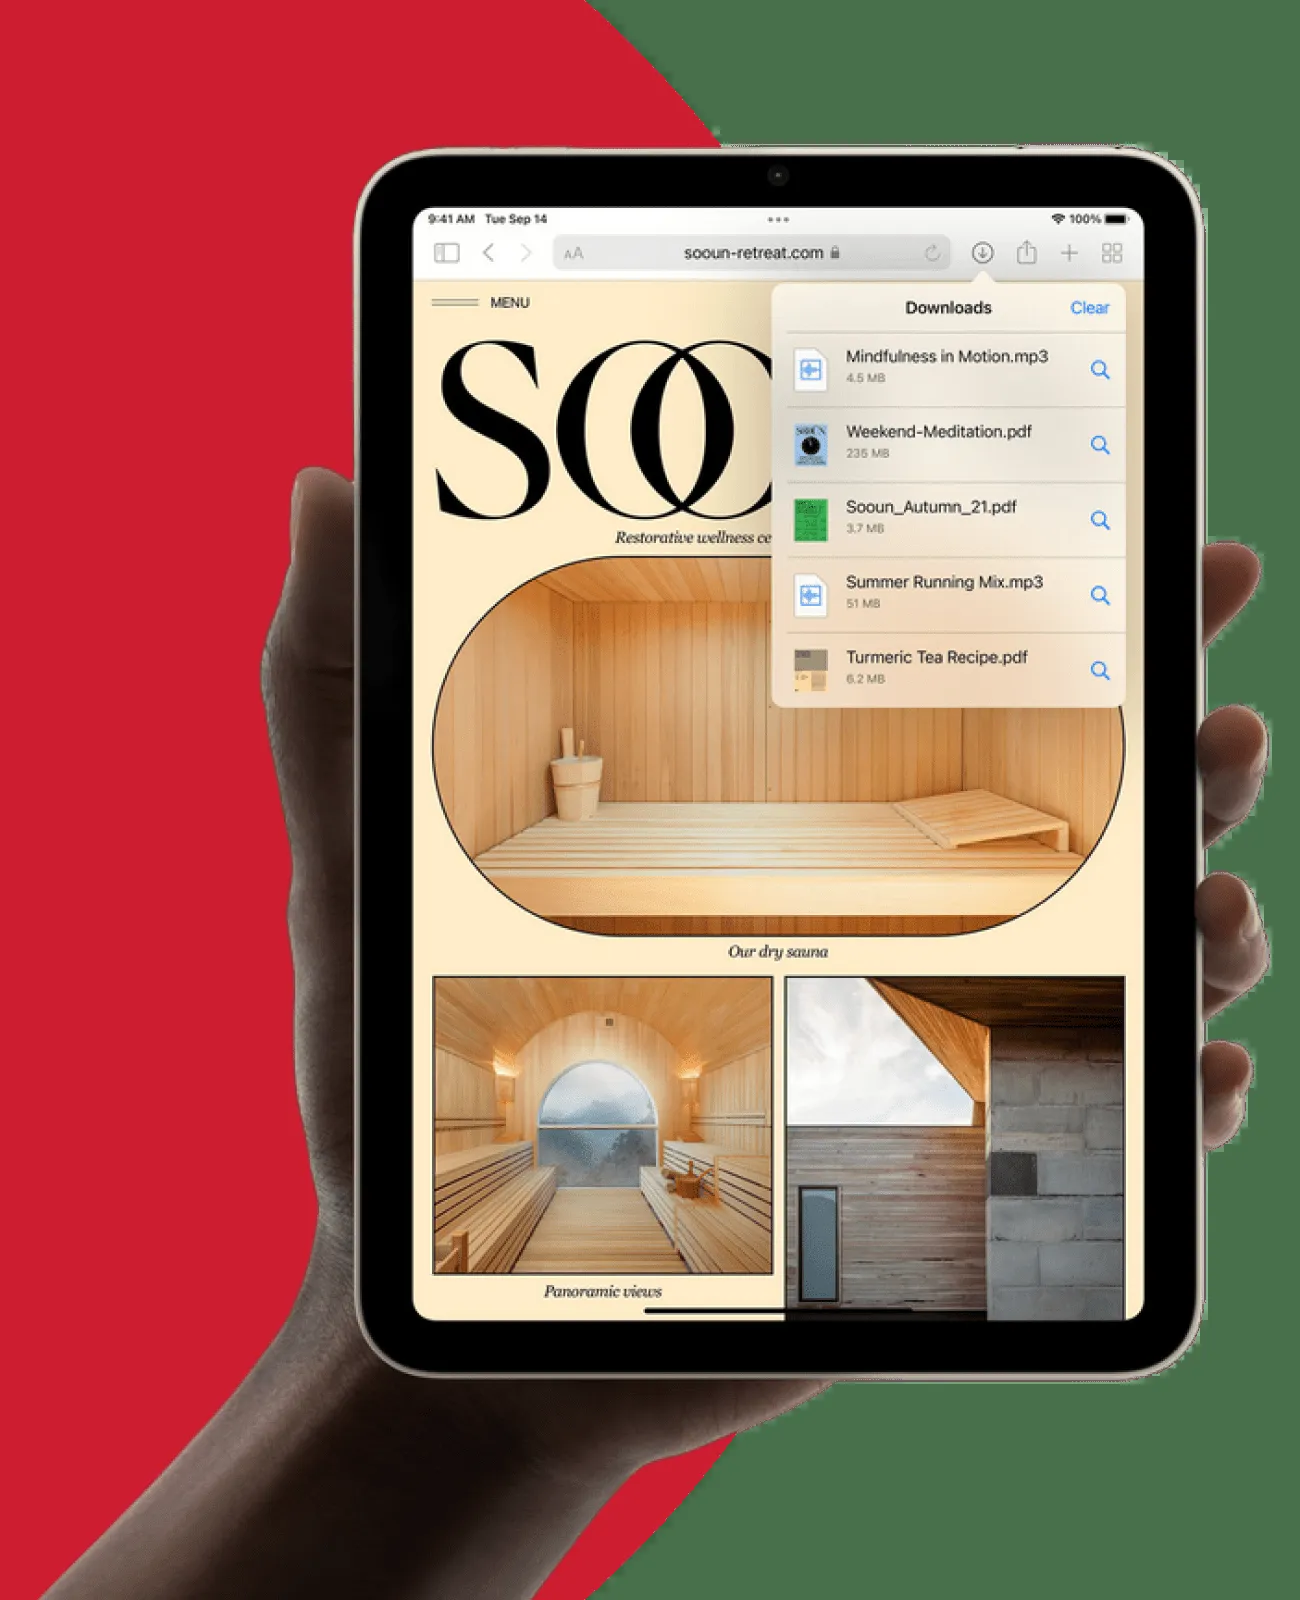 9:41 AM Tue Sep 14
100%
AA
sooun-retreat.com
MENU
Downloads
Clear
Mindfulness in Motion.mp3
4.5 MB
Weekend-Meditation.pdf
235 MB
Sooun_Autumn_21.pdf
3.7 MB
Summer Running Mix.mp3
51 MB
Turmeric Tea Recipe.pdf
6.2 MB
SOO
Restorative wellness ce
Our dry sauna
Panoramic views